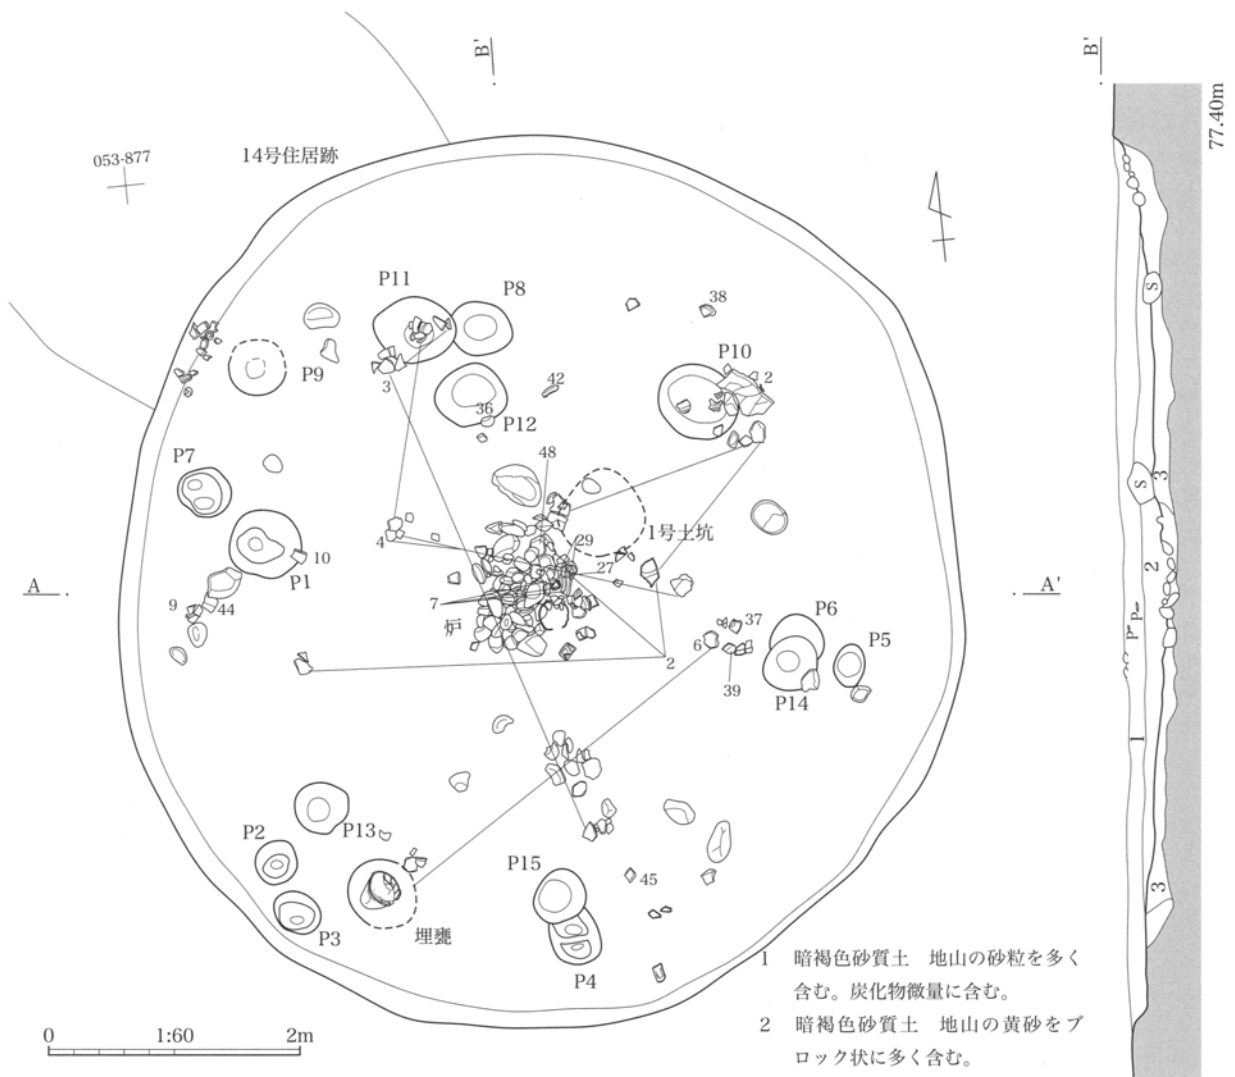 B'
B'
77.40m
053-877
14号住居跡
P11
P8
38
P10
2
P9
3
42
36
P12
S
P7
48
3
S
1号土坑
29
4
27
10
P1
2
A
A'
9
44
7
炉
37
P6
6
P5
P
P
2
39
P14
1
P13
P2
P15
45
3
P3
埋甕
P4
1 暗褐色砂質土 地山の砂粒を多く
含む。炭化物微量に含む。
2 暗褐色砂質土 地山の黄砂をブ
ロック状に多く含む。
0 1:60 2m